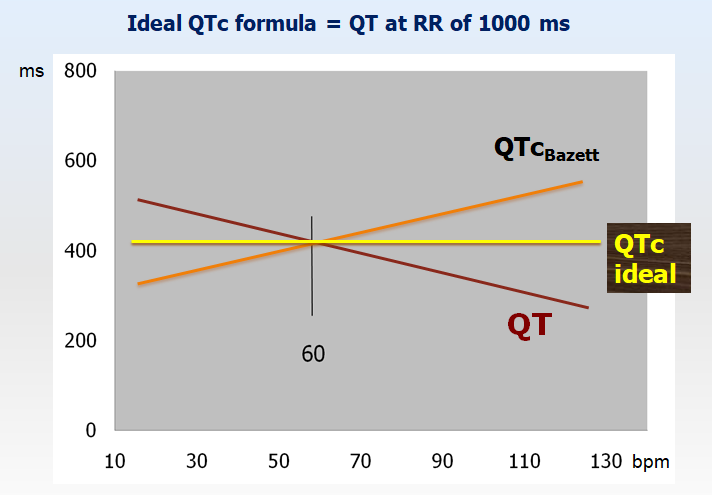 Ideal QTc formula = QT at RR of 1000 ms
ms
800
600
400
200
0
QTcBazett
QTc
ideal
QT
60
10 30 50 70 90 110 130 bpm